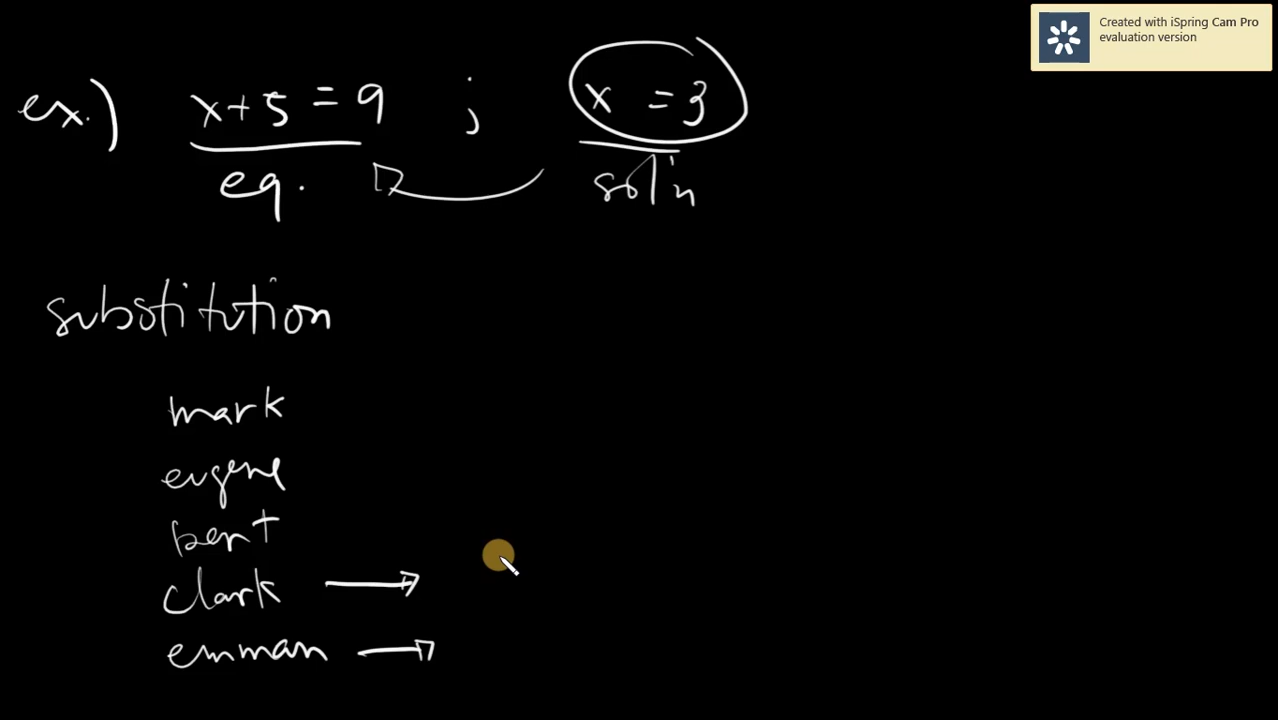 Created with iSpring Cam Pro
evaluation version
ex.) x+5 = 9 ; x = 3
eq. sol'n
substitution
mark
eugene
bert
clark →
emman →